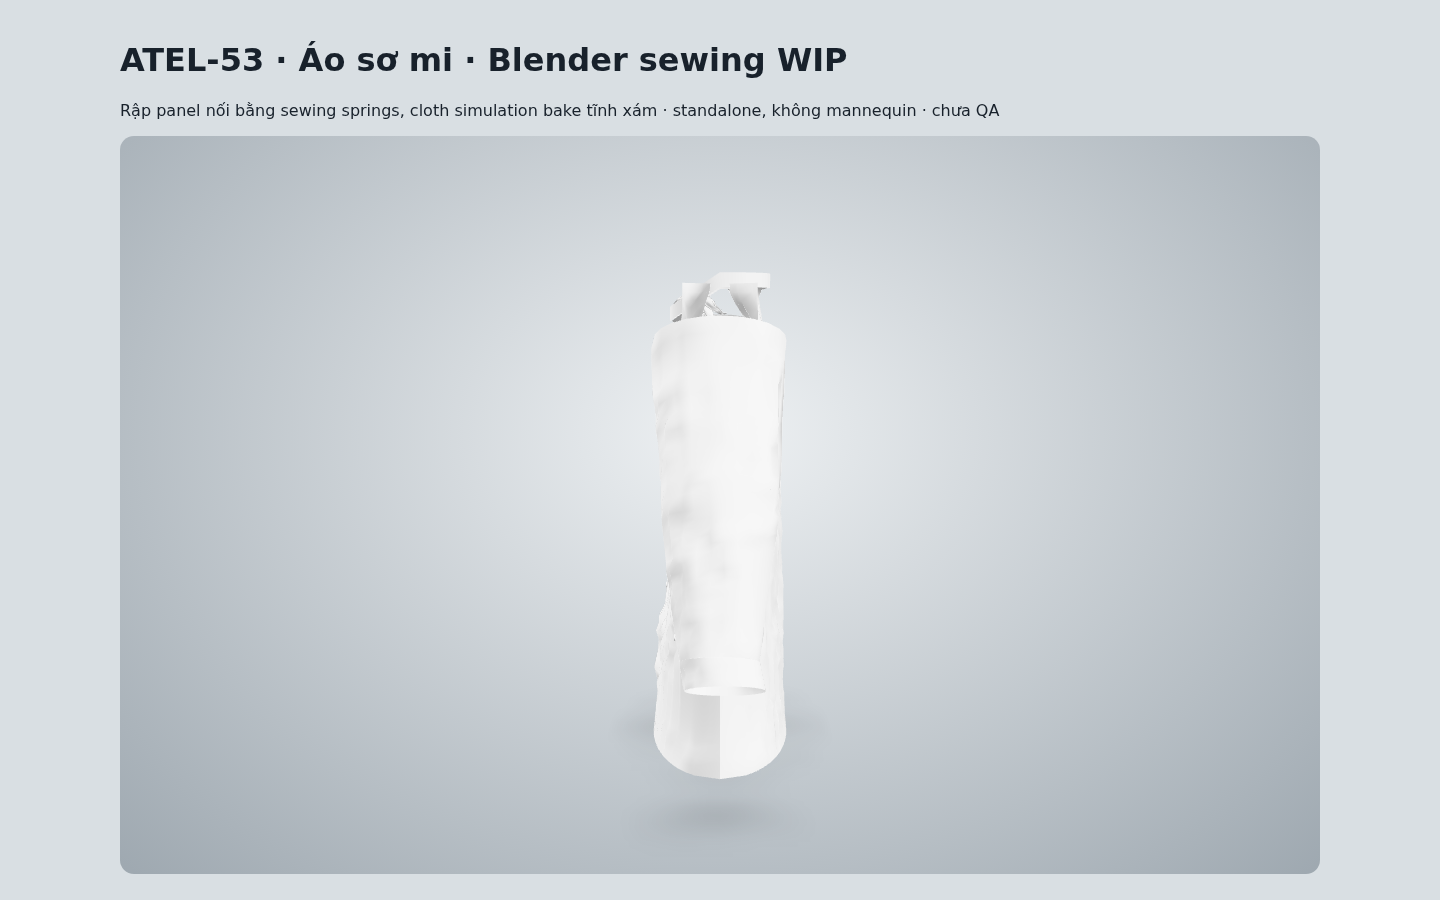 ATEL-53 · Áo sơ mi · Blender sewing WIP
Rập panel nối bằng sewing springs, cloth simulation bake tĩn xám · standalone, không mannequin · chưa QA